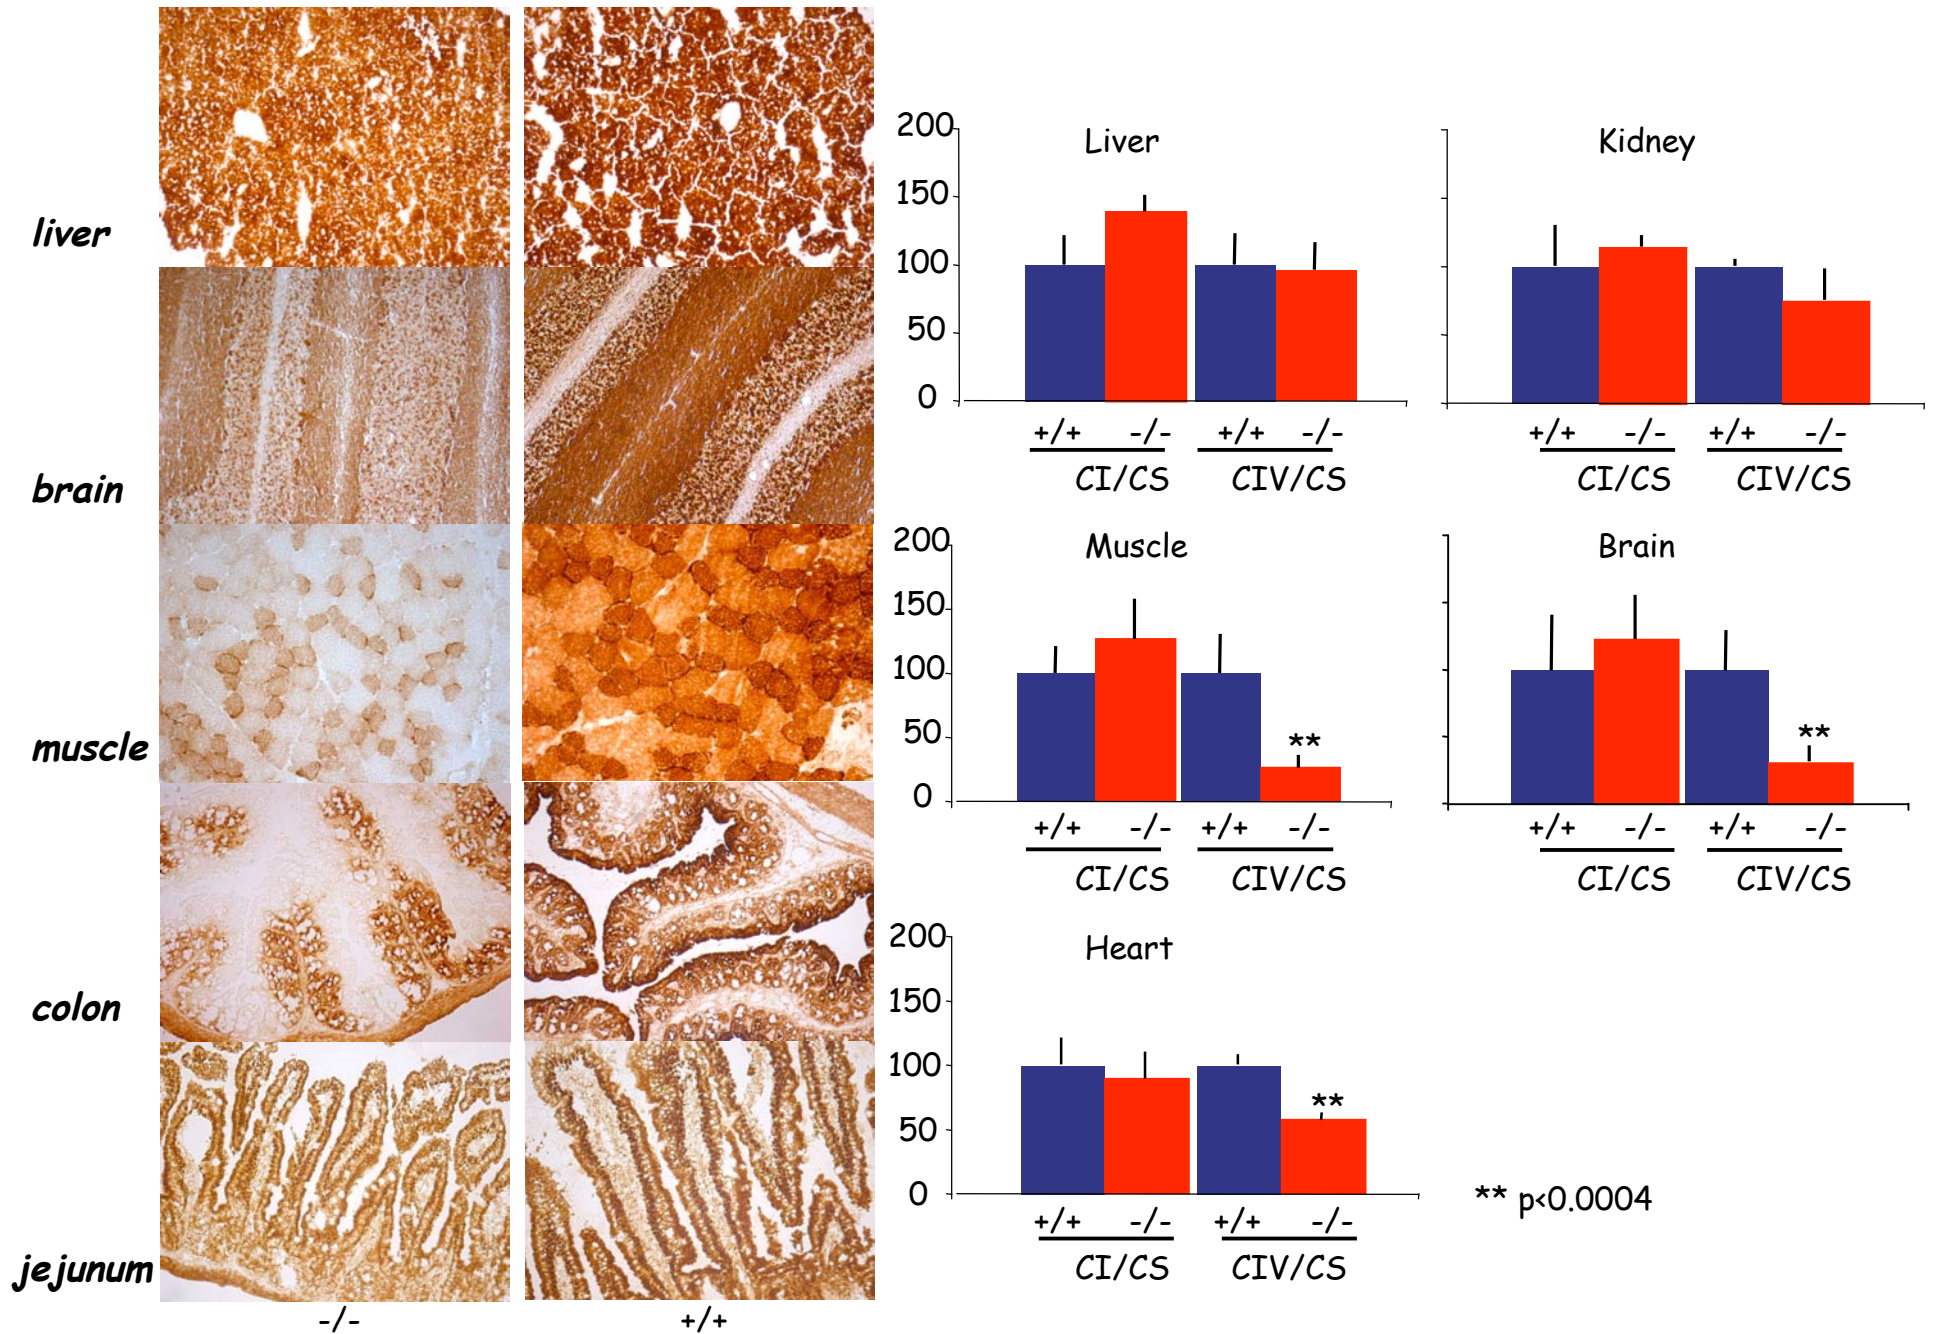 liver
brain
muscle
colon
jejunum
-/-
+/+
Liver
200
150
100
50
0
+/+ -/- +/+ -/-
CI/CS CIV/CS
Kidney
+/+ -/- +/+ -/-
CI/CS CIV/CS
Muscle
200
150
100
50
0
**
+/+ -/- +/+ -/-
CI/CS CIV/CS
Brain
**
+/+ -/- +/+ -/-
CI/CS CIV/CS
Heart
200
150
100
50
0
**
+/+ -/- +/+ -/-
CI/CS CIV/CS
** p<0.0004